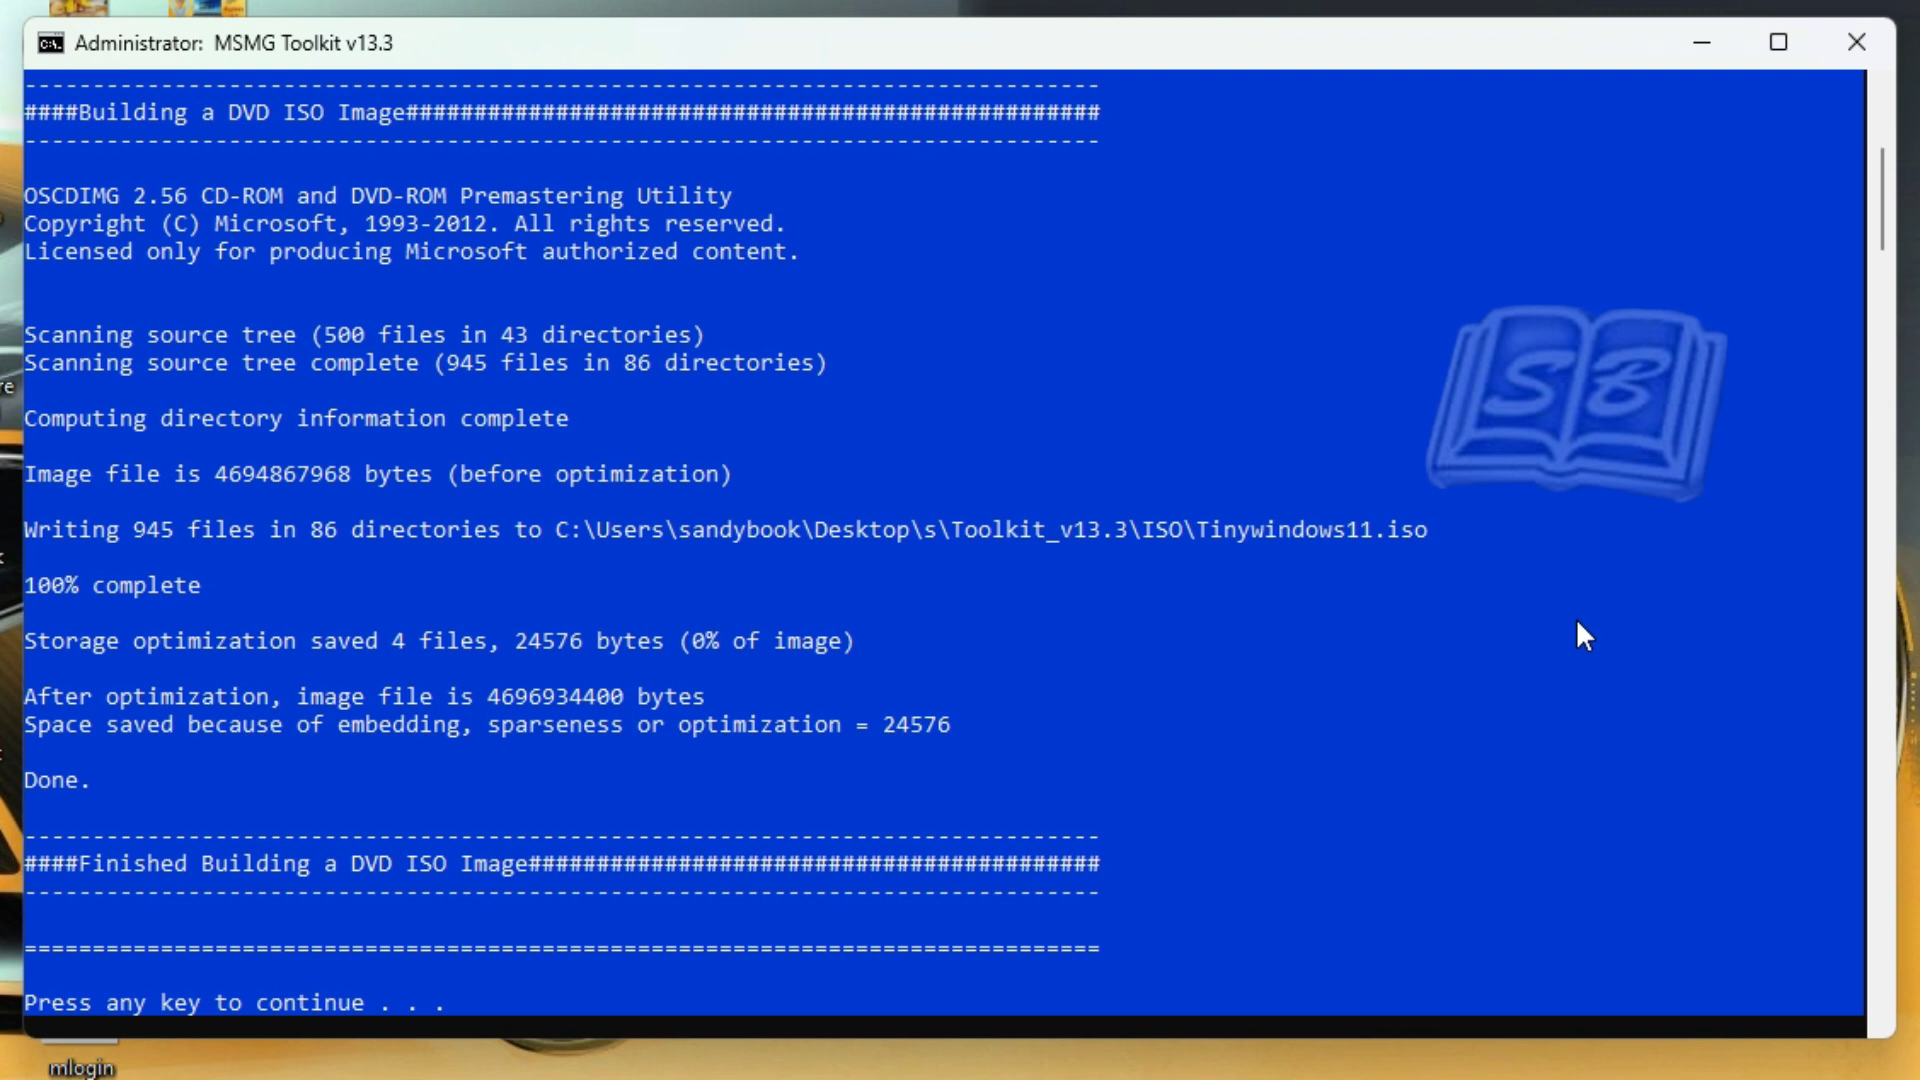 Administrator: MSMG Toolkit v13.3
-------------------------------------------------------------------------------
####Building a DVD ISO Image###################################################
-------------------------------------------------------------------------------
OSCDIMG 2.56 CD-ROM and DVD-ROM Premastering Utility
Copyright (C) Microsoft, 1993-2012. All rights reserved.
Licensed only for producing Microsoft authorized content.
Scanning source tree (500 files in 43 directories)
Scanning source tree complete (945 files in 86 directories)
SB
re
Computing directory information complete
Image file is 4694867968 bytes (before optimization)
Writing 945 files in 86 directories to C:\Users\sandybook\Desktop\s\Toolkit_v13.3\ISO\Tinywindows11.iso
100% complete
Storage optimization saved 4 files, 24576 bytes (0% of image)
After optimization, image file is 4696934400 bytes
Space saved because of embedding, sparseness or optimization = 24576
Done.
-------------------------------------------------------------------------------
####Finished Building a DVD ISO Image##########################################
-------------------------------------------------------------------------------
===============================================================================
Press any key to continue . . .
mlogin